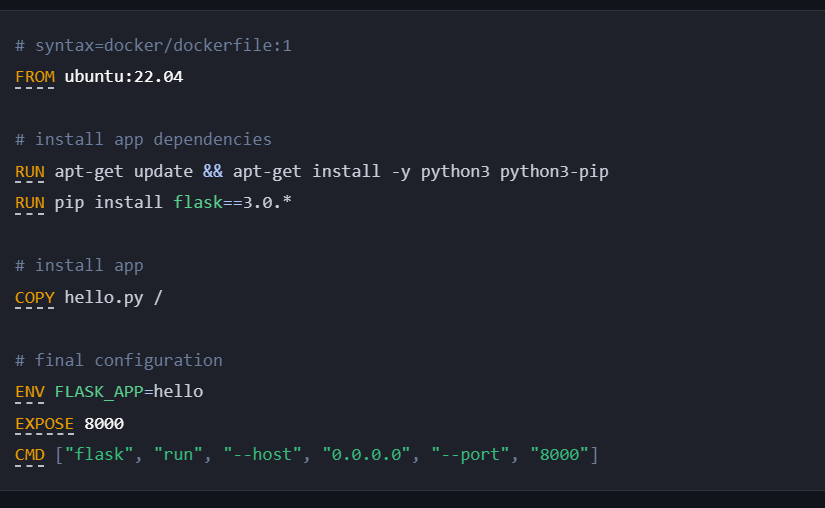 # syntax=docker/dockerfile:1
FROM ubuntu:22.04
# install app dependencies
RUN apt-get update && apt-get install -y python3 python3-pip
RUN pip install flask==3.0.*
# install app
COPY hello.py /
# final configuration
ENV FLASK_APP=hello
EXPOSE 8000
CMD ["flask", "run", "--host", "0.0.0.0", "--port", "8000"]